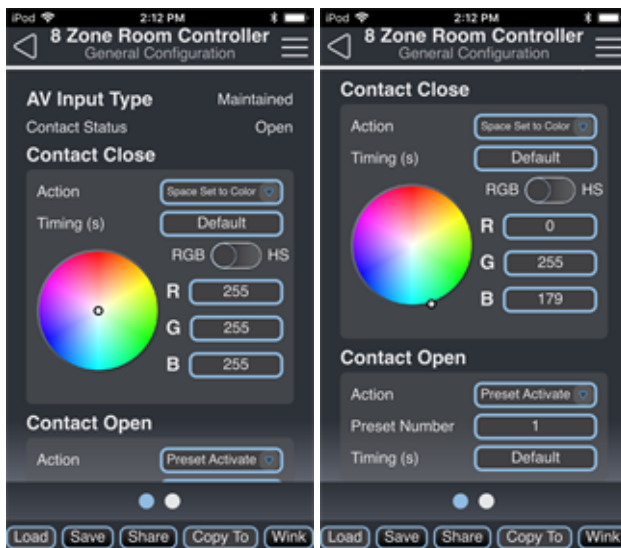 iPod 2:12 PM
8 Zone Room Controller
General Configuration
AV Input Type Maintained
Contact Status Open
Contact Close
Action Space Set to Color
Timing (s) Default
RGB HS
R 255
G 255
B 255
Contact Open
Action Preset Activate
Load Save Share Copy To Wink
iPod 2:12 PM
8 Zone Room Controller
General Configuration
Contact Close
Action Space Set to Color
Timing (s) Default
RGB HS
R 0
G 255
B 179
Contact Open
Action Preset Activate
Preset Number 1
Timing (s) Default
Load Save Share Copy To Wink